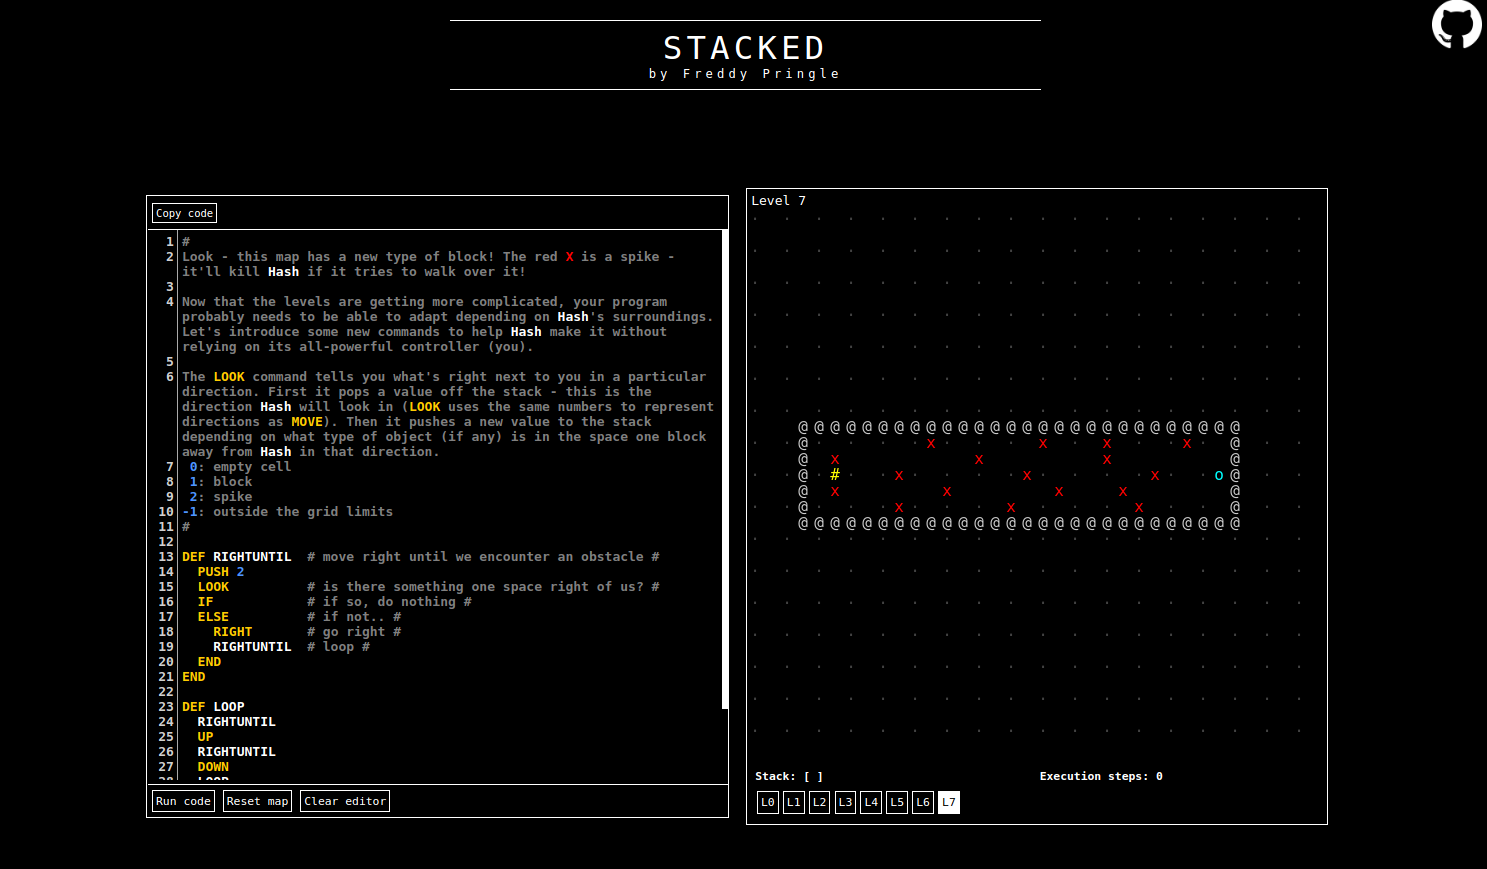 STACKED
by Freddy Pringle
Copy code
1 #
2 Look - this map has a new type of block! The red X is a spike -
it'll kill Hash if it tries to walk over it!
3
4 Now that the levels are getting more complicated, your program
probably needs to be able to adapt depending on Hash's surroundings.
Let's introduce some new commands to help Hash make it without
relying on its all-powerful controller (you).
5
6 The LOOK command tells you what's right next to you in a particular
direction. First it pops a value off the stack - this is the
direction Hash will look in (LOOK uses the same numbers to represent
directions as MOVE). Then it pushes a new value to the stack
depending on what type of object (if any) is in the space one block
away from Hash in that direction.
7 0: empty cell
8 1: block
9 2: spike
10 -1: outside the grid limits
11 #
12
13 DEF RIGHTUNTIL # move right until we encounter an obstacle #
14 PUSH 2
15 LOOK # is there something one space right of us? #
16 IF # if so, do nothing #
17 ELSE # if not.. #
18 RIGHT # go right #
19 RIGHTUNTIL # loop #
20 END
21 END
22
23 DEF LOOP
24 RIGHTUNTIL
25 UP
26 RIGHTUNTIL
27 DOWN
28 LOOP
Run code Reset map Clear editor
Level 7
@ @ @ @ @ @ @ @ @ @ @ @ @ @ @ @ @ @ @ @ @ @ @ @ @ @ @ @
@ x x x x @
@ x x x @
@ # x x x o @
@ x x x x @
@ x x x @
@ @ @ @ @ @ @ @ @ @ @ @ @ @ @ @ @ @ @ @ @ @ @ @ @ @ @ @
Stack: [ ] Execution steps: 0
L0 L1 L2 L3 L4 L5 L6 L7